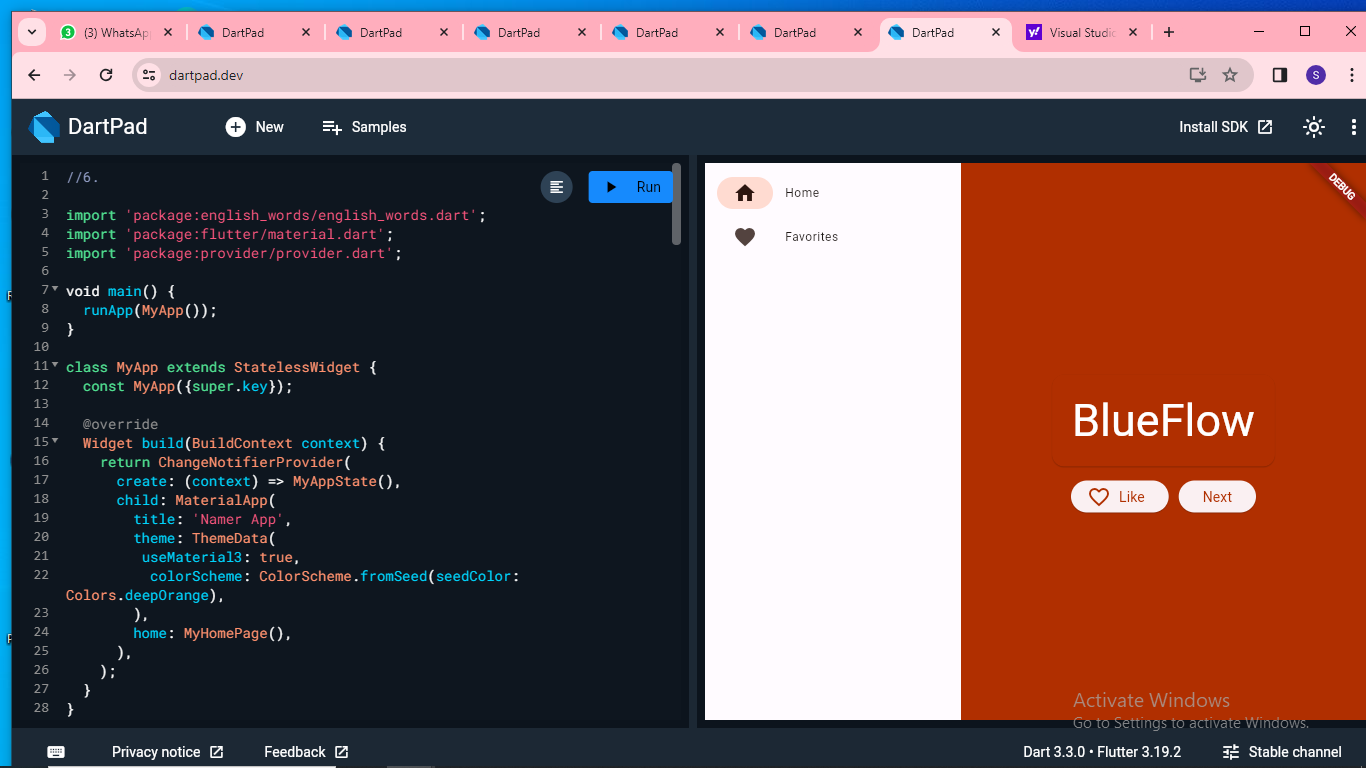 3 (3) WhatsAp DartPad DartPad DartPad DartPad DartPad DartPad y! Visual Studio
dartpad.dev S
DartPad New Samples Install SDK
Run
1 //6.
2
3 import 'package:english_words/english_words.dart';
4 import 'package:flutter/material.dart';
5 import 'package:provider/provider.dart';
6
7 void main() {
8 runApp(MyApp());
9 }
10
11 class MyApp extends StatelessWidget {
12 const MyApp({super.key});
13
14 @override
15 Widget build(BuildContext context) {
16 return ChangeNotifierProvider(
17 create: (context) => MyAppState(),
18 child: MaterialApp(
19 title: 'Namer App',
20 theme: ThemeData(
21 useMaterial3: true,
22 colorScheme: ColorScheme.fromSeed(seedColor:
Colors.deepOrange),
23 ),
24 home: MyHomePage(),
25 ),
26 );
27 }
28 }
Home
Favorites
DEBUG
BlueFlow
Like Next
Activate Windows
Go to Settings to activate Windows.
Privacy notice Feedback Dart 3.3.0 • Flutter 3.19.2 Stable channel